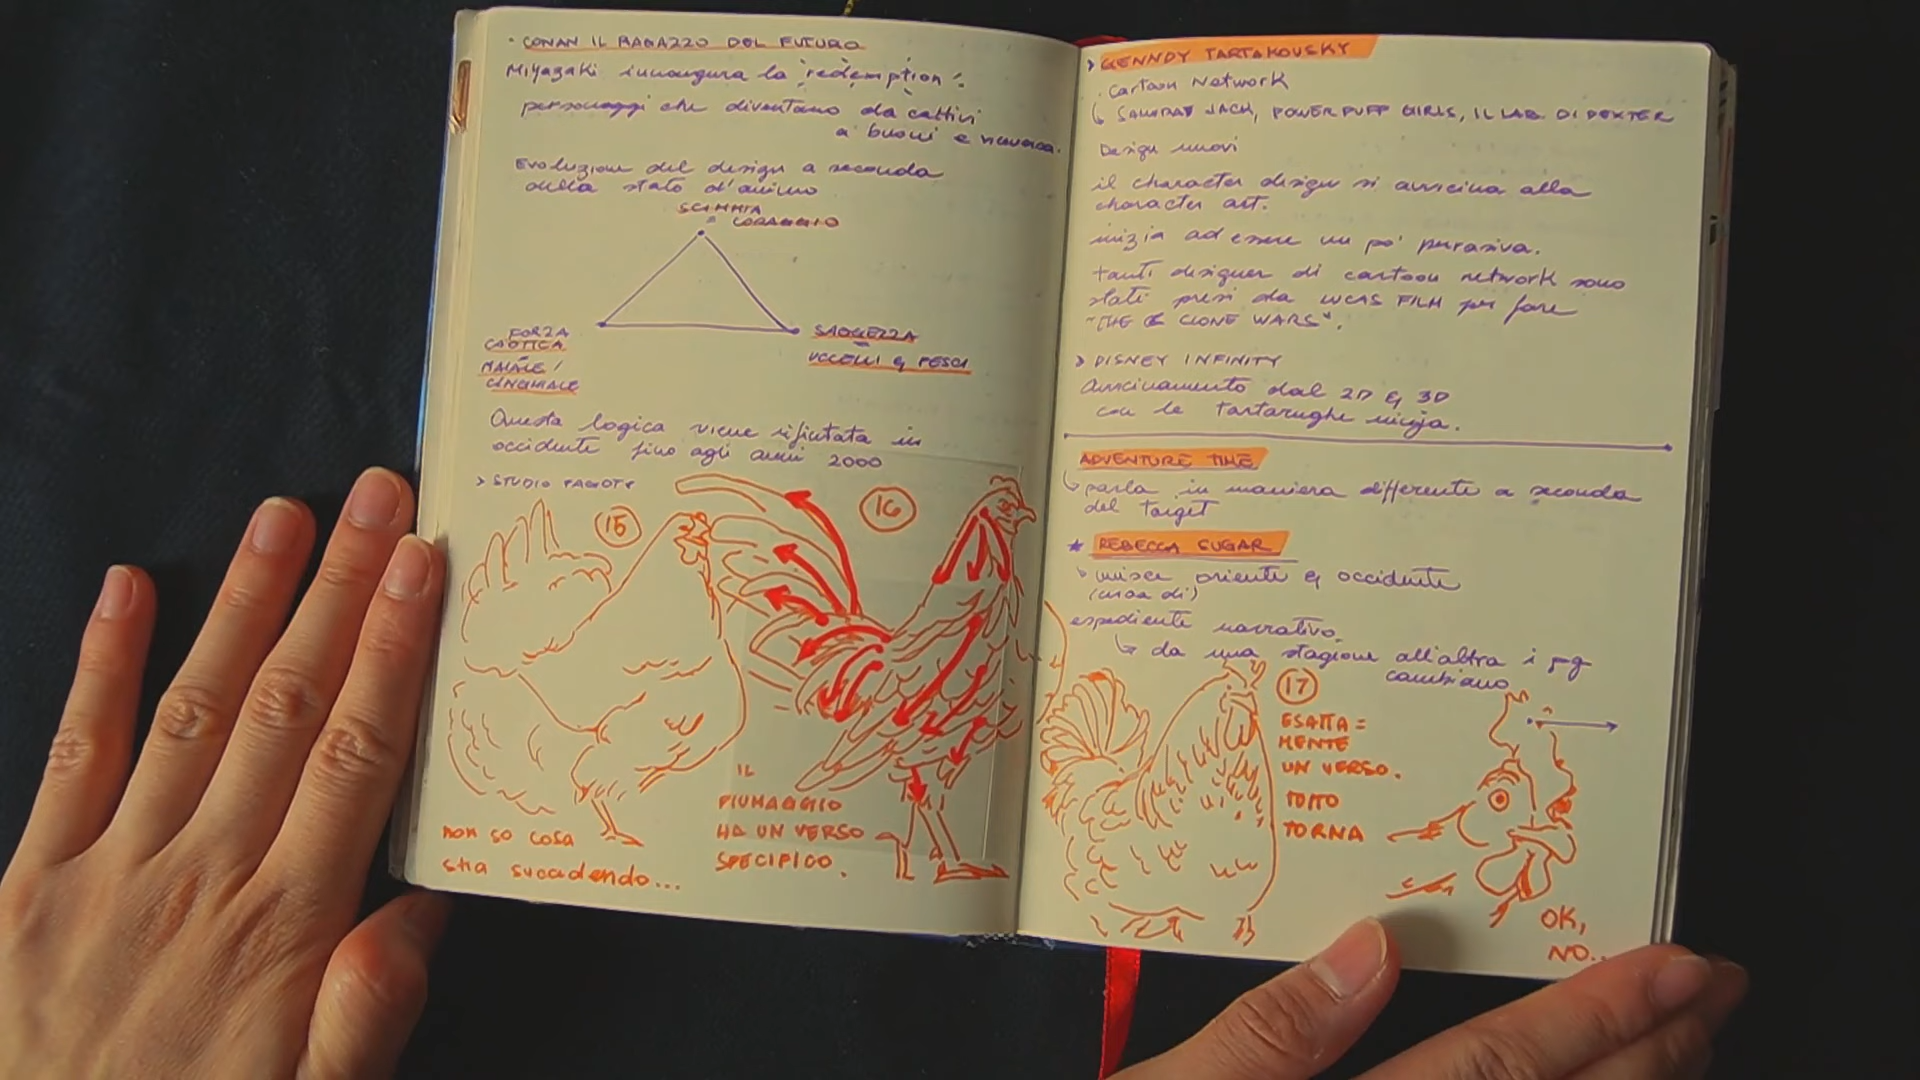 · CONAN IL RAGAZZO DEL FUTURO
Miyazaki inaugura la "redemption":
personaggi che diventano da cattivi
a buoni e viceversa.
Evoluzione del design a seconda
dello stato d'animo
SCIMMIA
=
CORAGGIO
FORZA
CAOTICA
=
MAIALE /
CINGHIALE
SAGGEZZA
=
UCCELLI & PESCI
Questa logica viene rifiutata in
occidente fino agli anni 2000
> STUDIO PAGOTY
15
16
non so cosa
stia succedendo...
IL
PIUMAGGIO
HA UN VERSO
SPECIFICO.
> GENNDY TARTAKOVSKY
. Cartoon Network
↳ SAMURAY JACK, POWERPUFF GIRLS, IL LAB. DI DEXTER
Design nuovi
il character design si avvicina alla
character art.
inizia ad essere un po' purasiva.
tanti designer di cartoon network sono
stati presi da LUCAS FILM per fare
"THE CLONE WARS".
> DISNEY INFINITY
Avvicinamento dal 2D & 3D
con le tartarughe ninja.
ADVENTURE TIME
↳ parla in maniera differente a seconda
del target
★ REBECCA SUGAR
↳ unisce oriente & occidente
(cosa di)
espediente narrativo
↳ da una stagione all'altra i pg
cambiano
17
ESATTA=
MENTE
UN VERSO.
TUTTO
TORNA
OK,
NO..